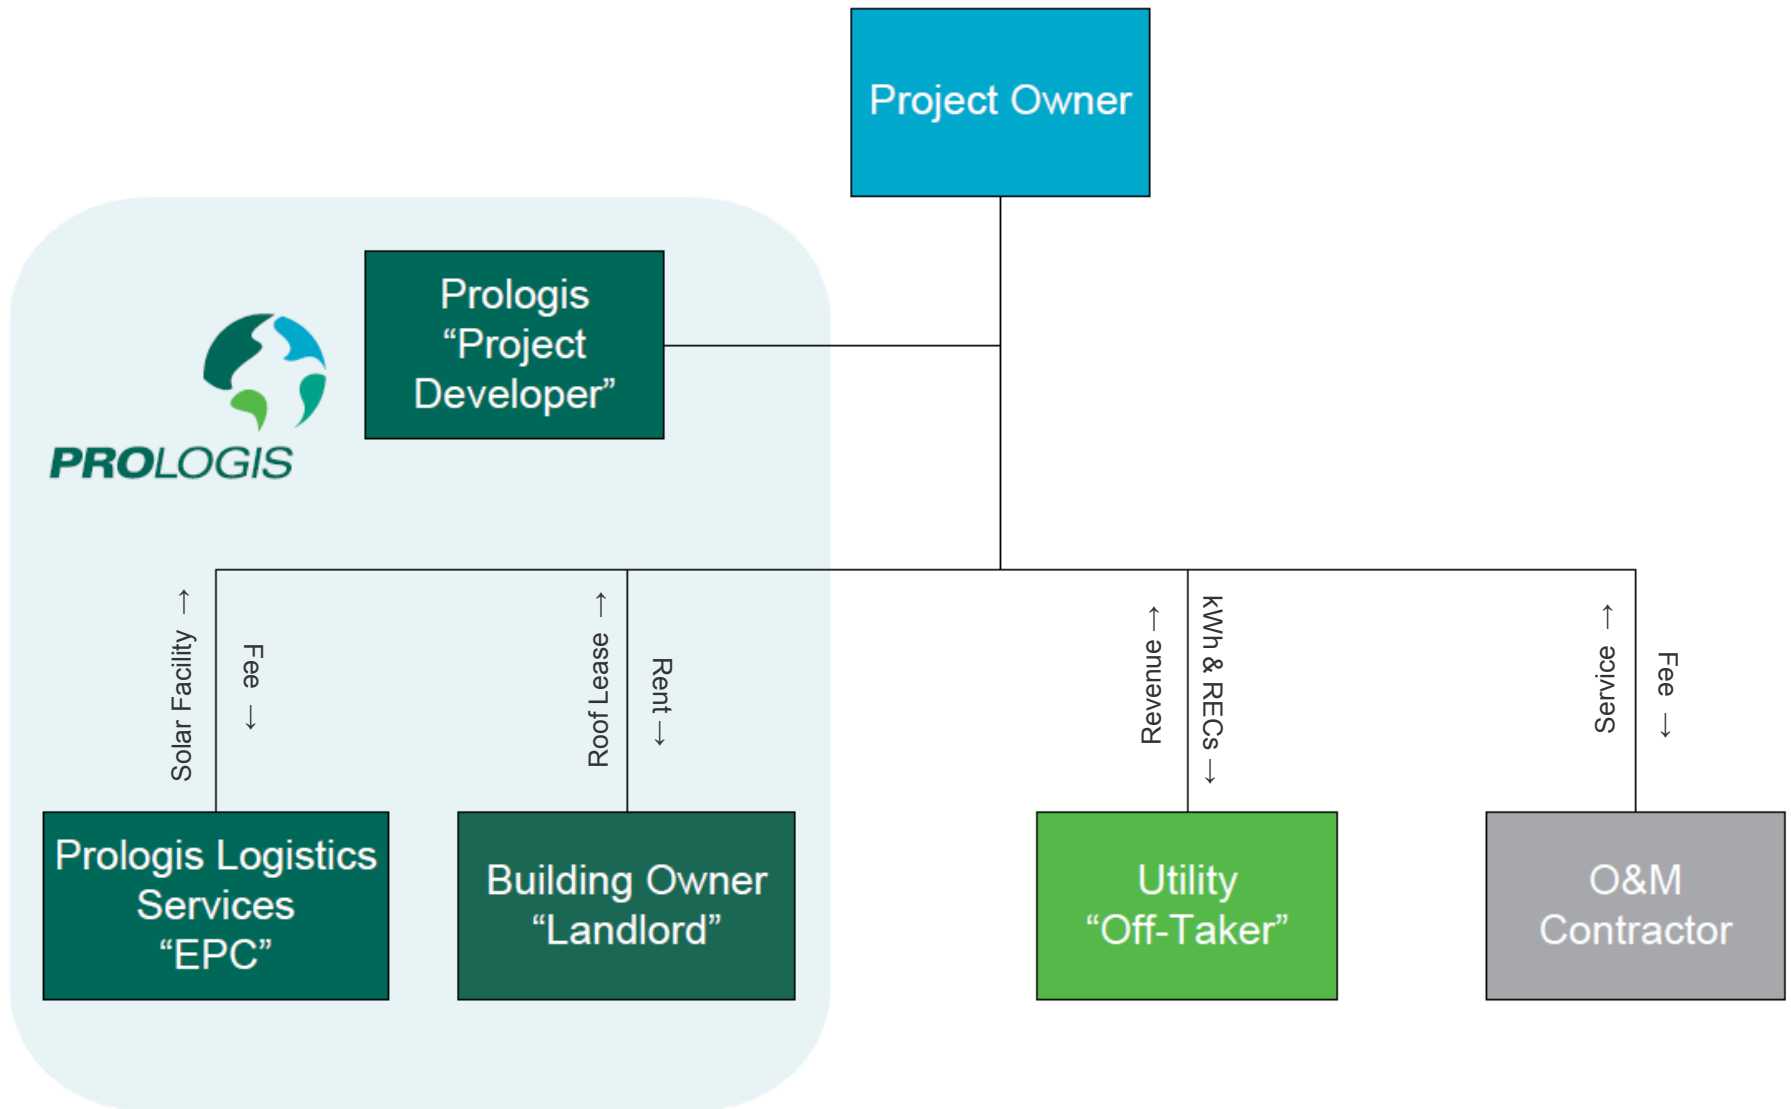 Project Owner
Prologis
“Project
Developer”
PROLOGIS
Solar Facility →
Fee →
Roof Lease →
Rent →
Revenue →
kWh & RECs →
Service →
Fee →
Prologis Logistics
Services
“EPC”
Building Owner
“Landlord”
Utility
“Off-Taker”
O&M
Contractor